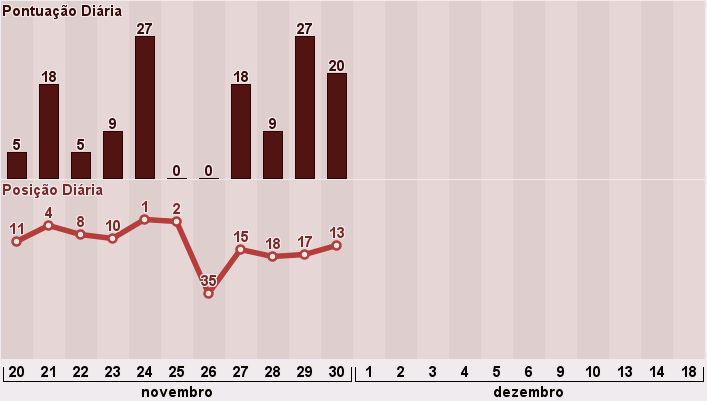 Pontuação Diária
5 18 5 9 27 0 0 18 9 27 20
Posição Diária
11 4 8 10 1 2 35 15 18 17 13
20 21 22 23 24 25 26 27 28 29 30 1 2 3 4 5 6 9 10 13 14 18
novembro dezembro